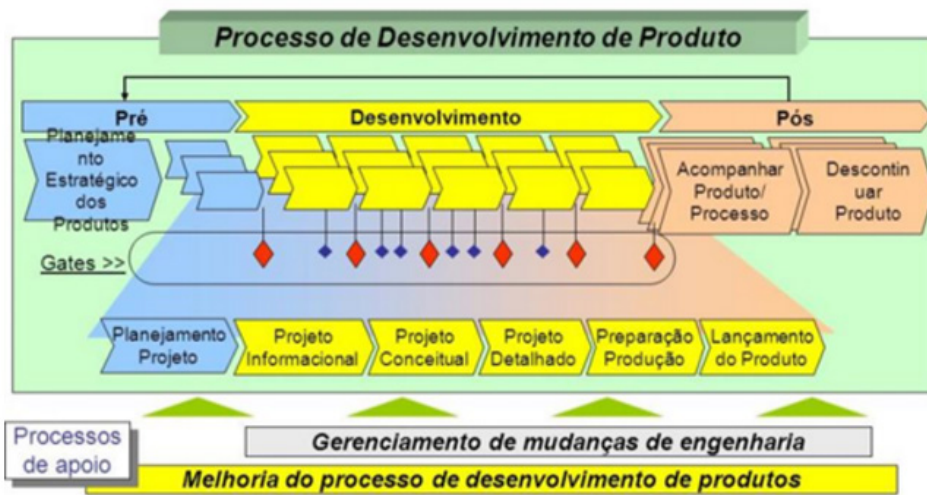 Processo de Desenvolvimento de Produto
Pré
Desenvolvimento
Pós
Planejame
nto
Estratégico
dos
Produtos
Acompanhar
Produto/
Processo
Descontin
uar
Produto
Gates >>
Planejamento
Projeto
Projeto
Informacional
Projeto
Conceitual
Projeto
Detalhado
Preparação
Produção
Lançamento
do Produto
Processos
de apoio
Gerenciamento de mudanças de engenharia
Melhoria do processo de desenvolvimento de produtos